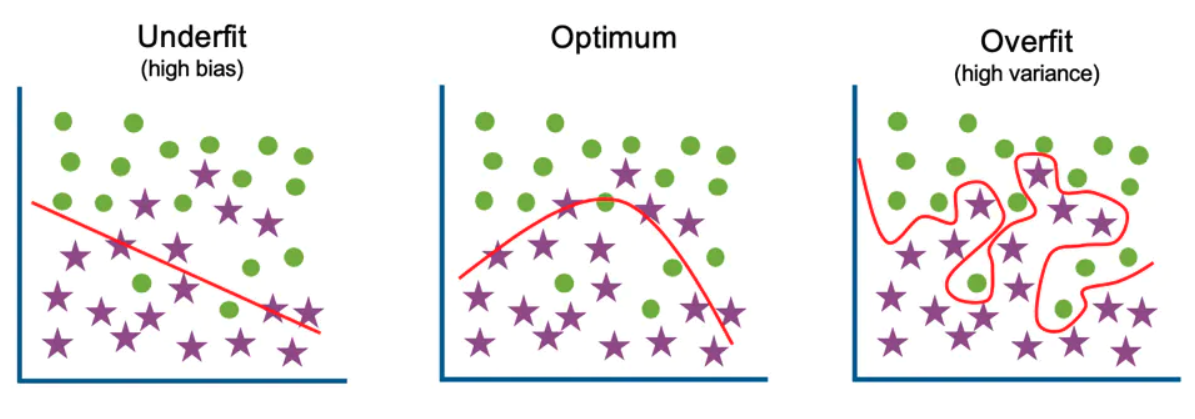 Underfit
(high bias)
Optimum
Overfit
(high variance)